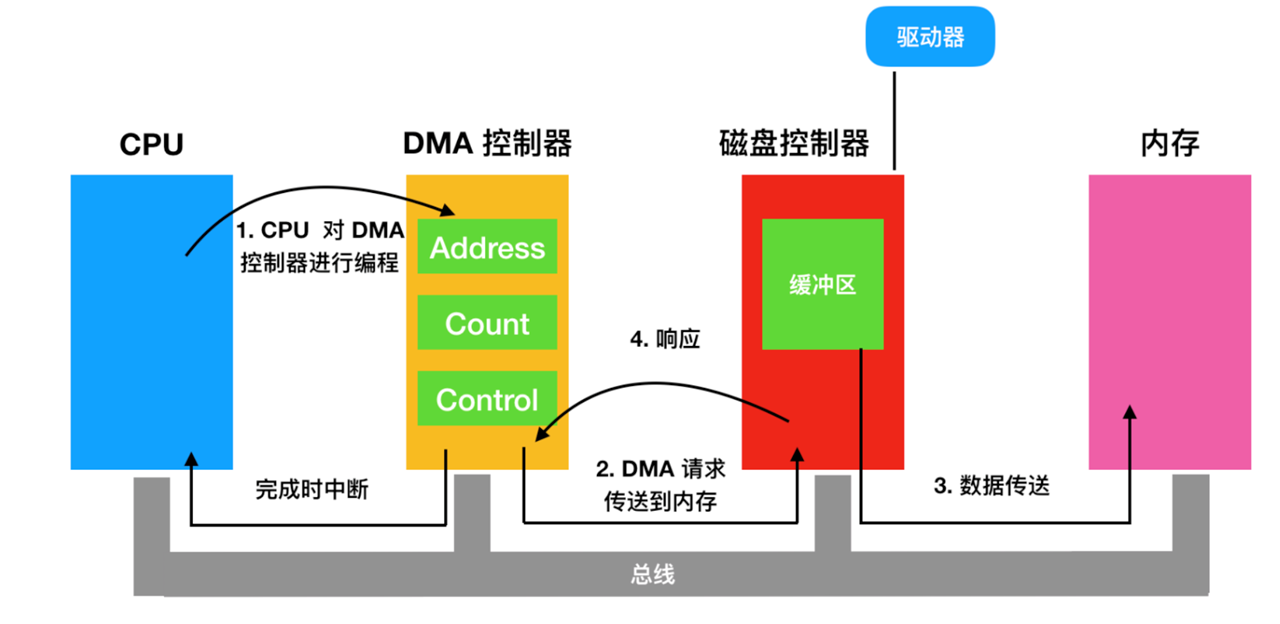 驱动器
CPU
DMA 控制器
磁盘控制器
内存
1. CPU 对 DMA
控制器进行编程
Address
Count
Control
缓冲区
4. 响应
完成时中断
2. DMA 请求
传送到内存
3. 数据传送
总线